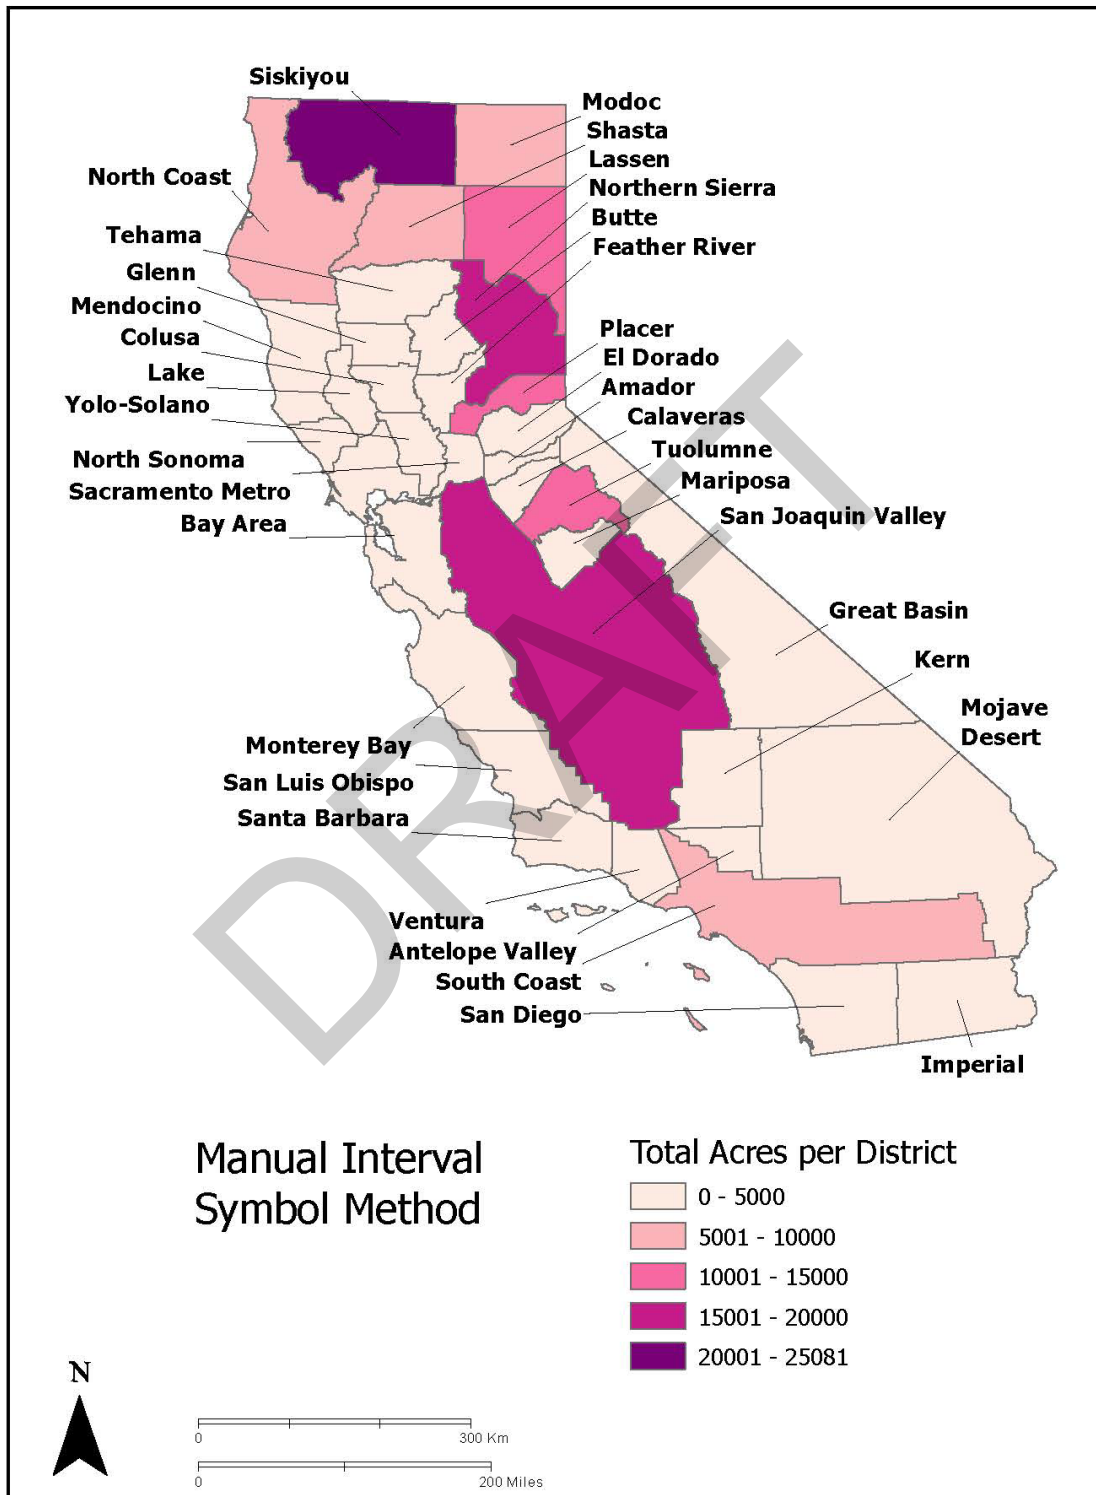 Siskiyou
Modoc
Shasta
Lassen
North Coast
Northern Sierra
Butte
Tehama
Feather River
Glenn
Mendocino
Colusa
Placer
El Dorado
Lake
Amador
Yolo-Solano
Calaveras
Tuolumne
North Sonoma
Mariposa
Sacramento Metro
San Joaquin Valley
Bay Area
Great Basin
Kern
Mojave
Desert
Monterey Bay
San Luis Obispo
Santa Barbara
Ventura
Antelope Valley
South Coast
San Diego
Imperial
DRAFT
Manual Interval
Symbol Method
Total Acres per District
0 - 5000
5001 - 10000
10001 - 15000
15001 - 20000
20001 - 25081
N
0 300 Km
0 200 Miles